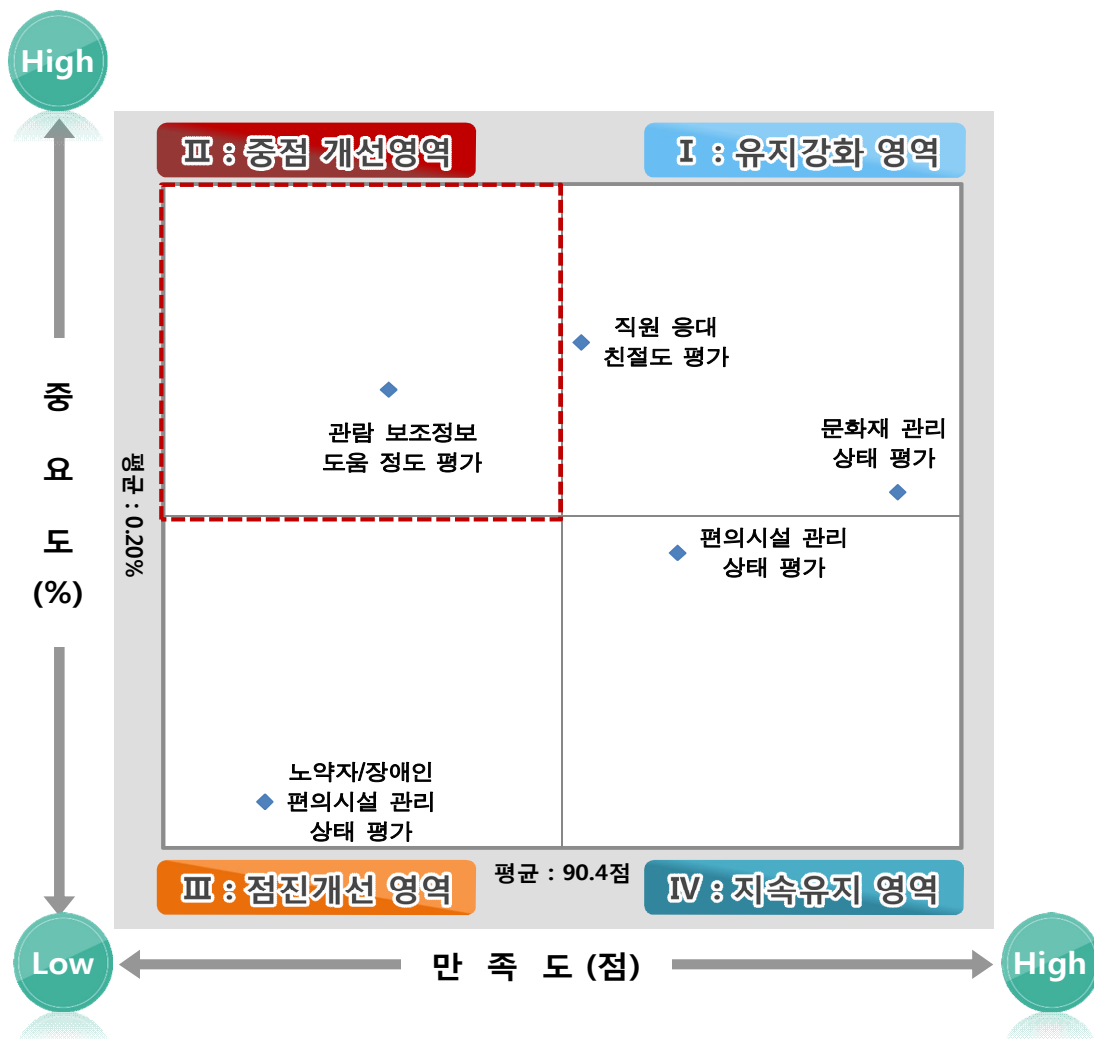 High
Ⅱ : 중점 개선영역
Ⅰ : 유지강화 영역
직원 응대
친절도 평가
관람 보조정보
도움 정도 평가
문화재 관리
상태 평가
중
요
도
(%)
평균 : 0.20%
편의시설 관리
상태 평가
노약자/장애인
편의시설 관리
상태 평가
Ⅲ : 점진개선 영역
평균 : 90.4점
Ⅳ : 지속유지 영역
Low
만 족 도 (점)
High